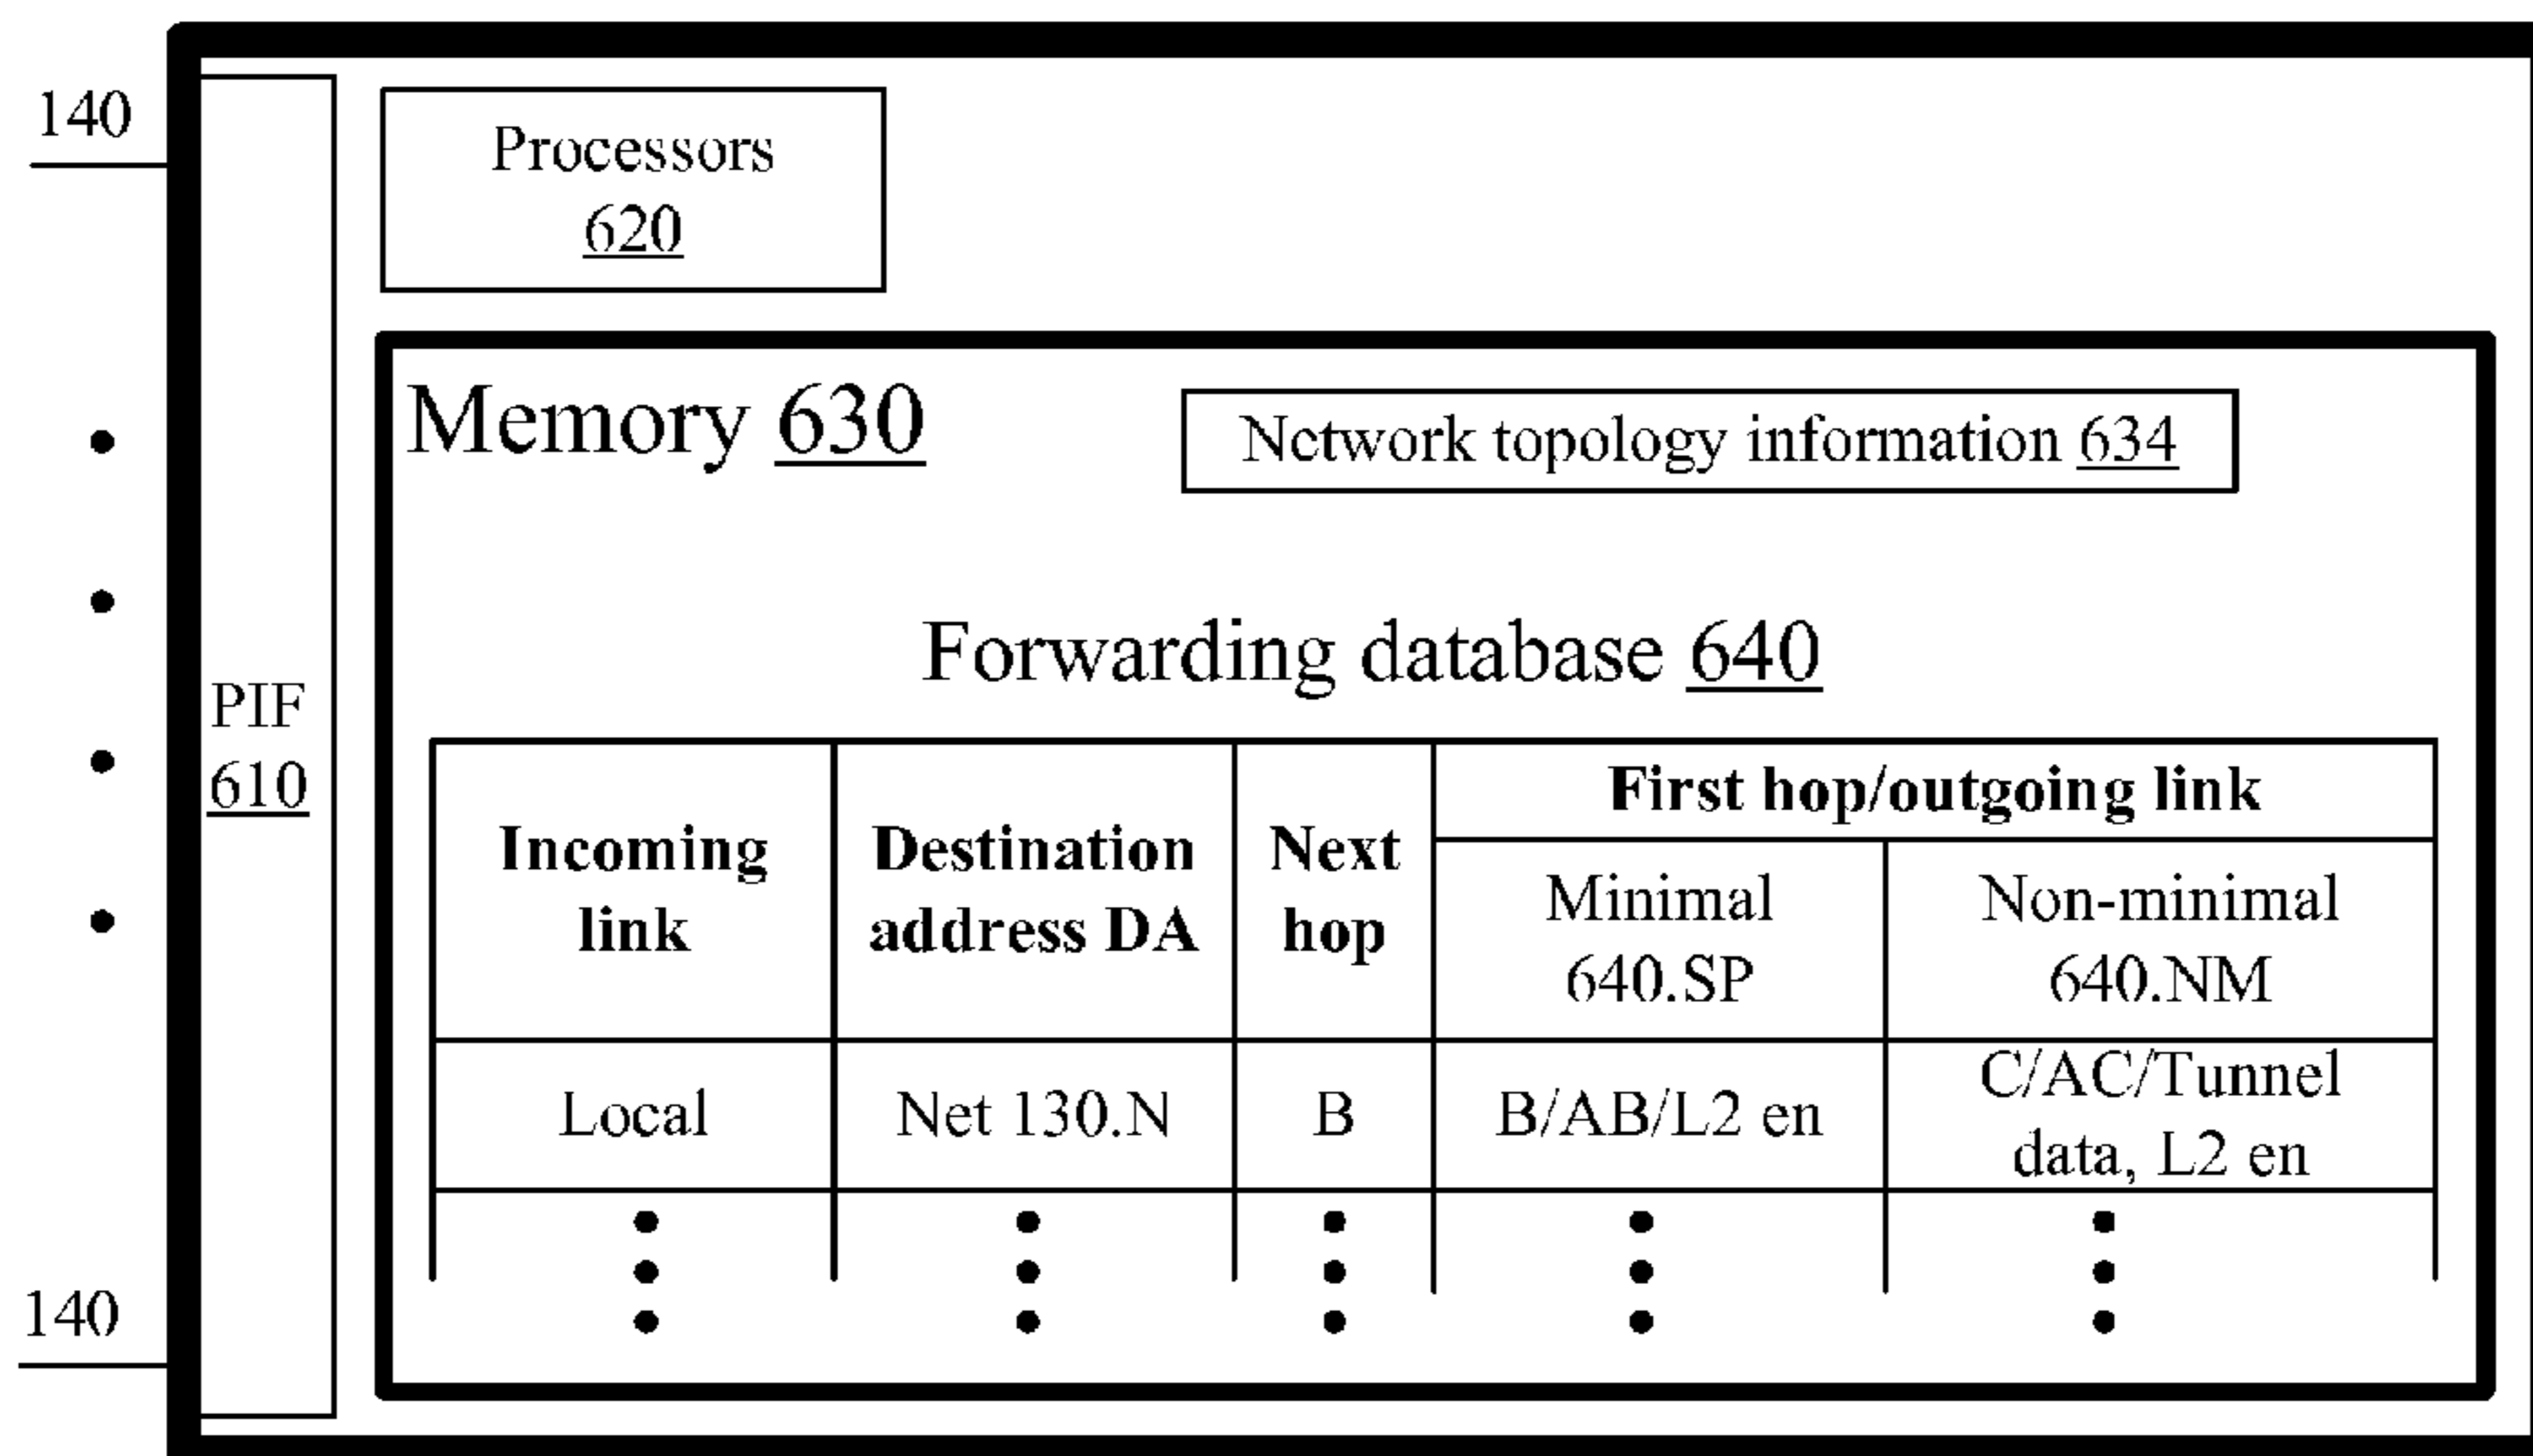 140
Processors
620
Memory 630
Network topology information 634
Forwarding database 640
PIF
610
First hop/outgoing link
Incoming
link
Destination
address DA
Next
hop
Minimal
640.SP
Non-minimal
640.NM
Local
Net 130.N
B
B/AB/L2 en
C/AC/Tunnel
data, L2 en
140